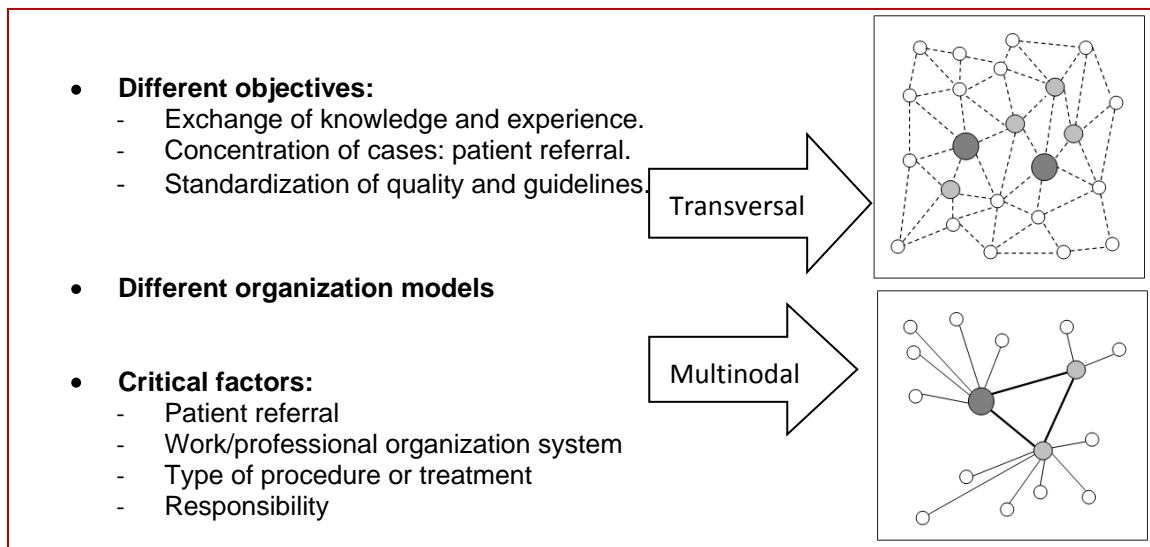 • Different objectives:
- Exchange of knowledge and experience.
- Concentration of cases: patient referral.
- Standardization of quality and guidelines.
Transversal
• Different organization models
Multinodal
• Critical factors:
- Patient referral
- Work/professional organization system
- Type of procedure or treatment
- Responsibility